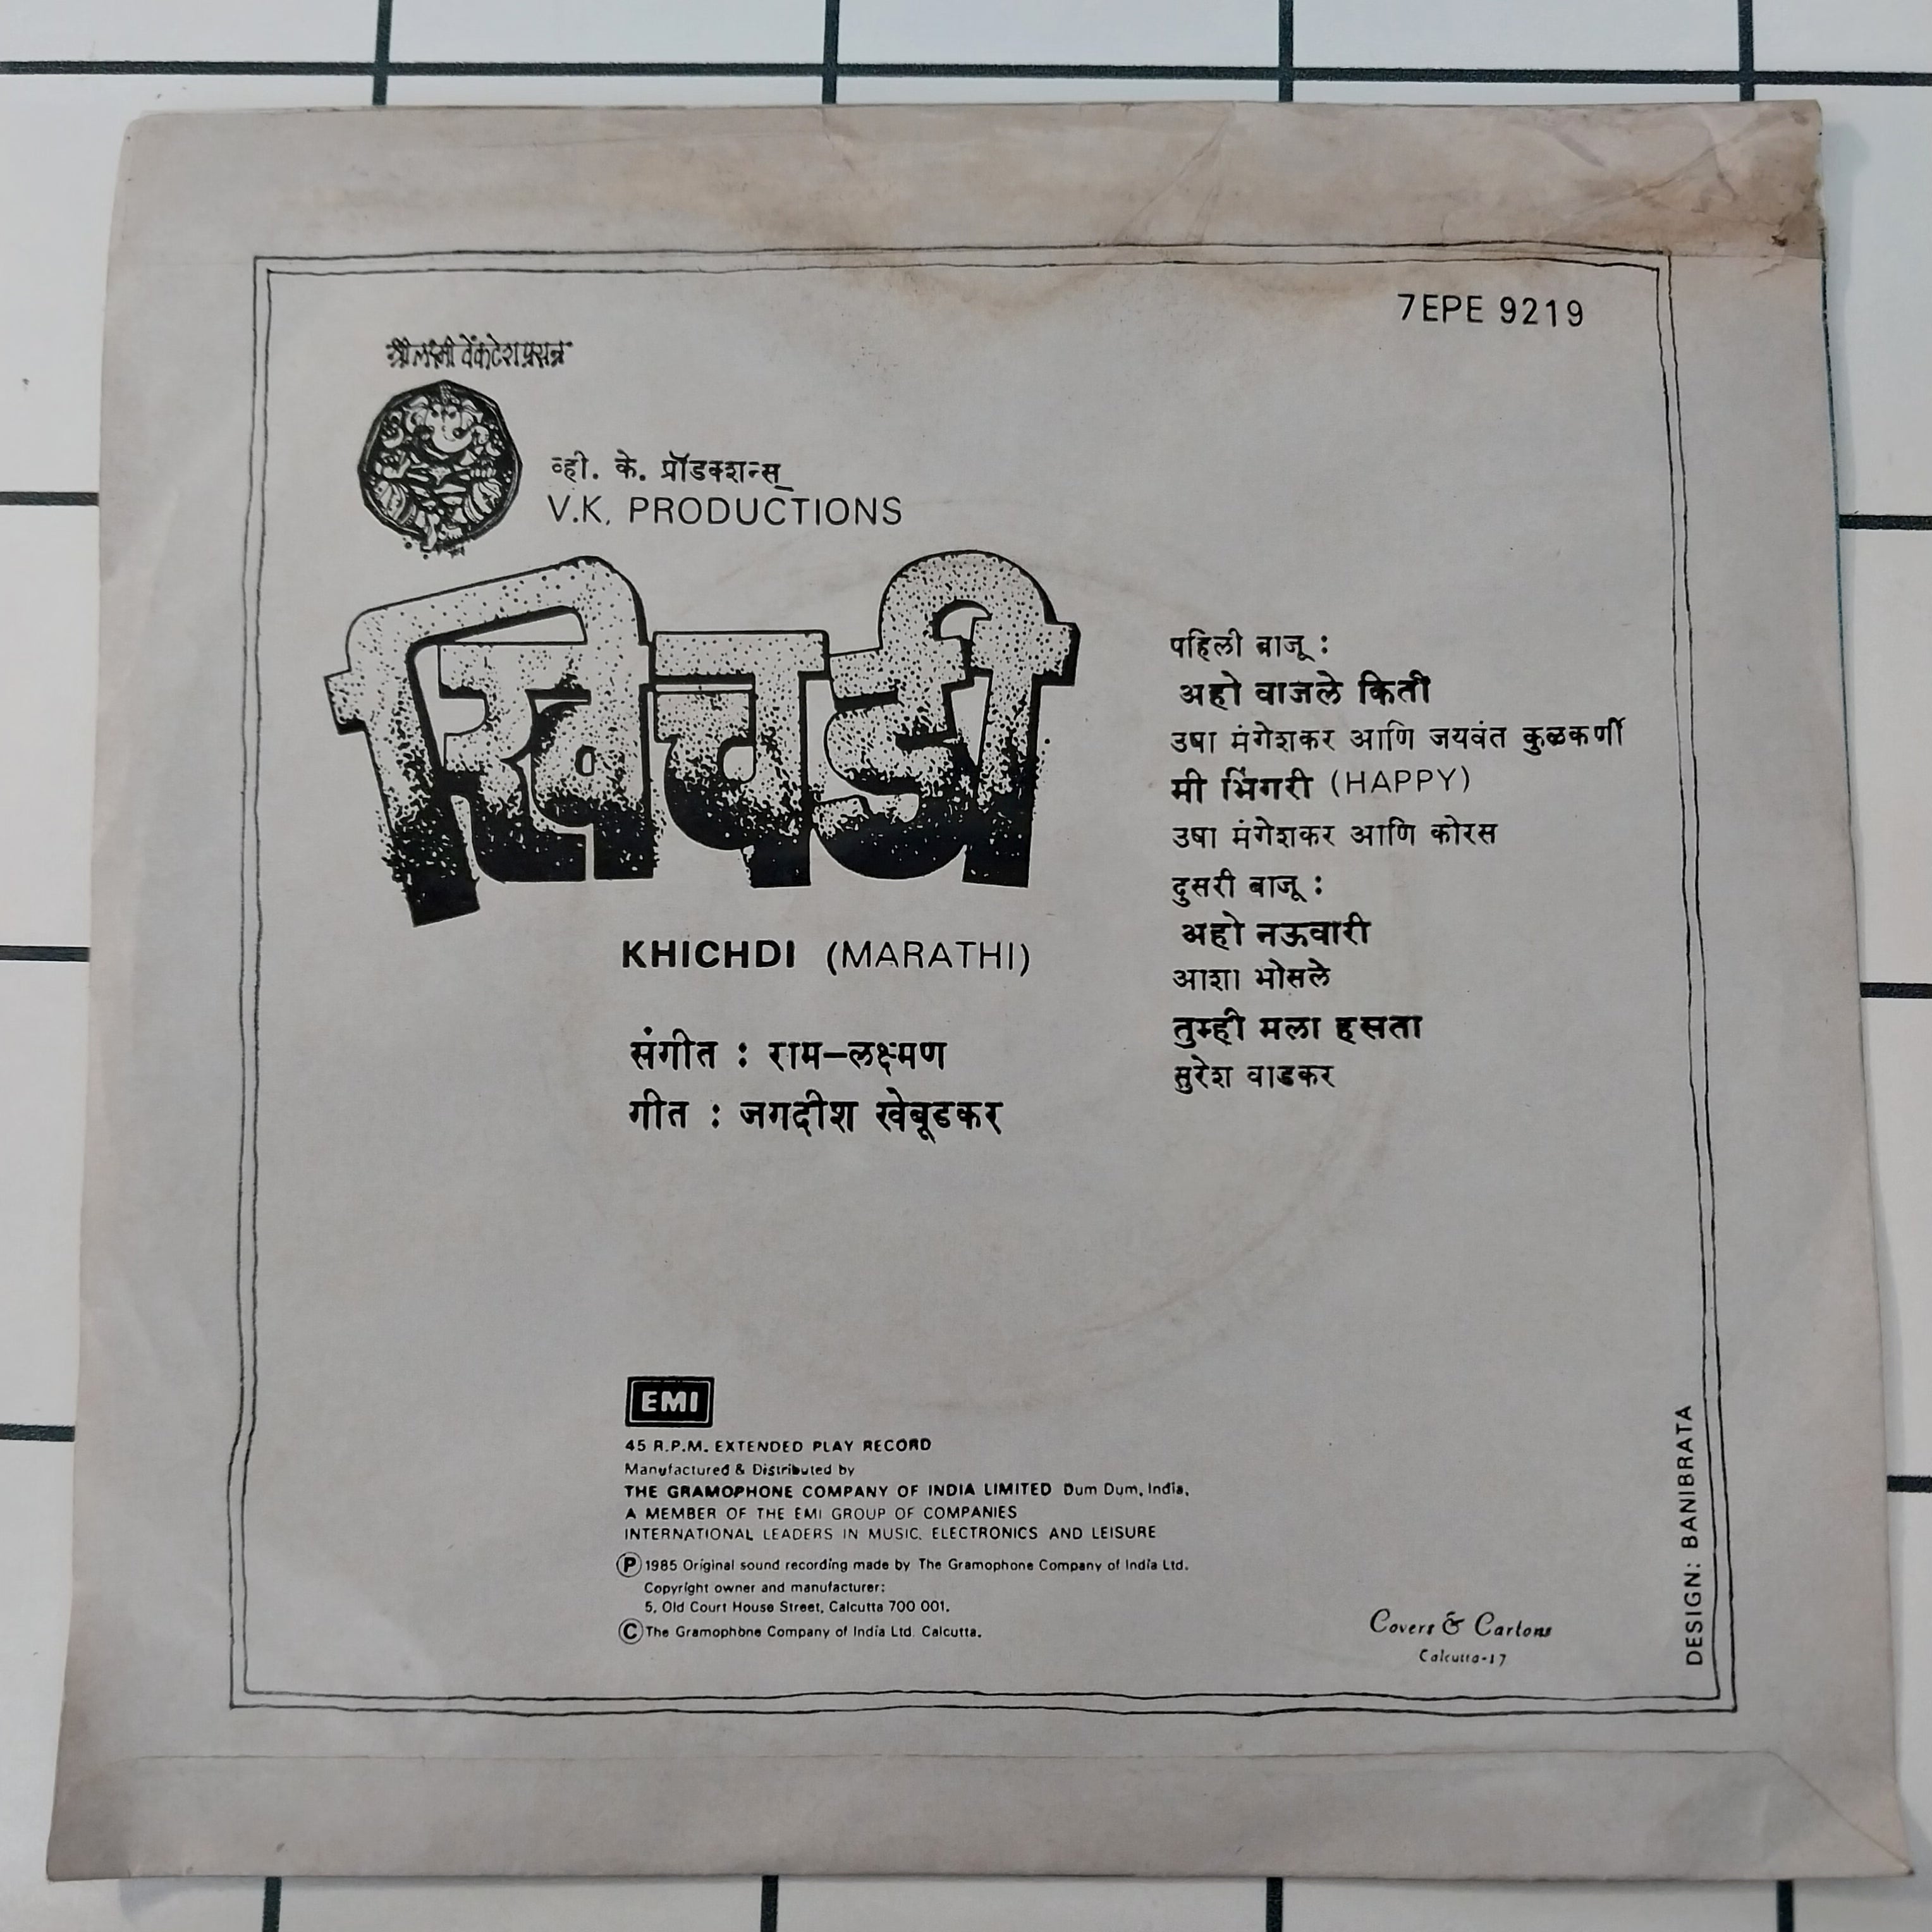 7EPE 9219
श्री लक्ष्मी वेंकटेश प्रसन्न
व्ही. के. प्रॉडक्शन्स्
V.K. PRODUCTIONS
खिचडी
KHICHDI (MARATHI)
संगीत : राम-लक्ष्मण
गीत : जगदीश खेबूडकर
पहिली बाजू :
अहो वाजले किती
उषा मंगेशकर आणि जयवंत कुळकर्णी
मी भिंगरी (HAPPY)
उषा मंगेशकर आणि कोरस
दुसरी बाजू :
अहो नऊवारी
आशा भोसले
तुम्ही मला हसता
सुरेश वाडकर
EMI
45 R.P.M. EXTENDED PLAY RECORD
Manufactured & Distributed by
THE GRAMOPHONE COMPANY OF INDIA LIMITED Dum Dum, India.
A MEMBER OF THE EMI GROUP OF COMPANIES
INTERNATIONAL LEADERS IN MUSIC, ELECTRONICS AND LEISURE
Ⓟ 1985 Original sound recording made by The Gramophone Company of India Ltd.
Copyright owner and manufacturer:
5, Old Court House Street, Calcutta 700 001.
Ⓒ The Gramophone Company of India Ltd. Calcutta.
Covers & Cartons
Calcutta-17
DESIGN: BANIBRATA